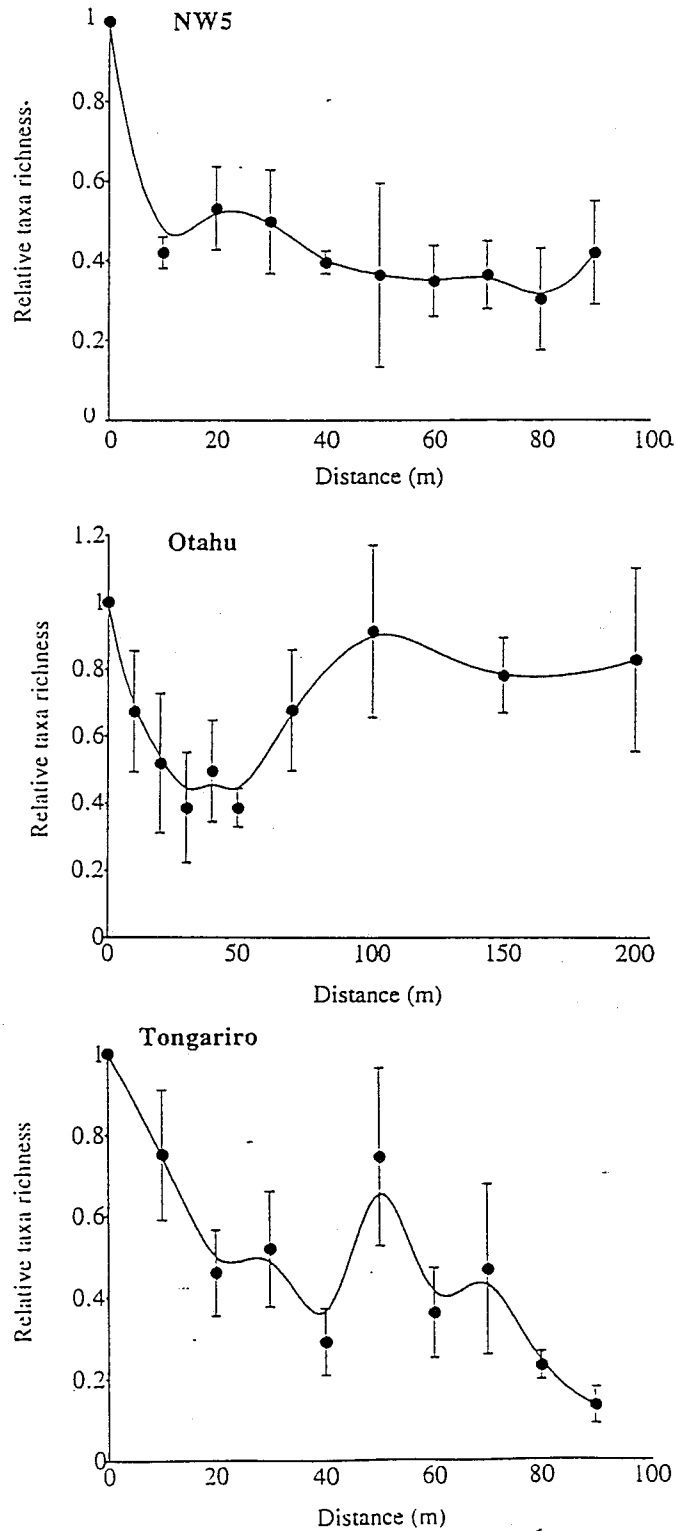 NW5
1
0.8
0.6
0.4
0.2
0
Relative taxa richness.
0 20 40 60 80 100
Distance (m)
Otahu
1.2
1
0.8
0.6
0.4
0.2
0
Relative taxa richness
0 50 100 150 200
Distance (m)
Tongariro
1
0.8
0.6
0.4
0.2
0
Relative taxa richness
0 20 40 60 80 100
Distance (m)